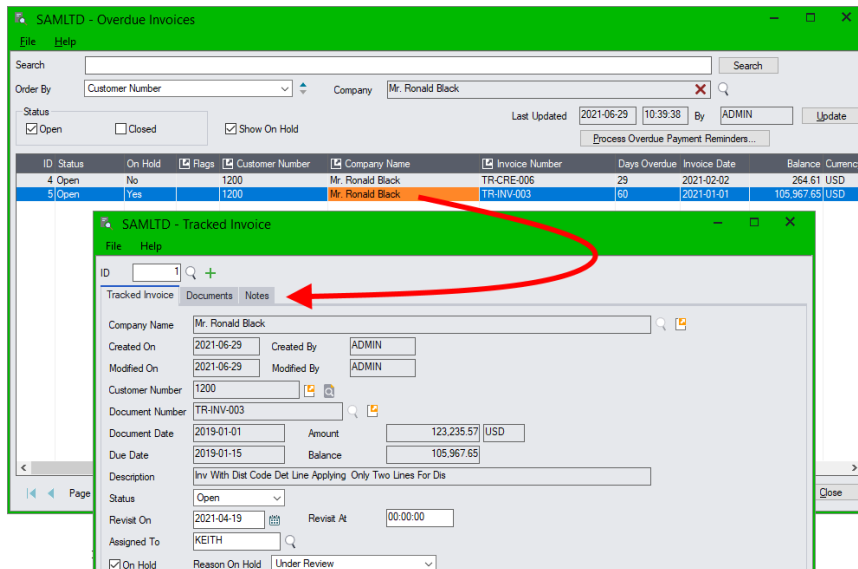 SAMLTD - Overdue Invoices
File Help
Search Search
Order By Customer Number Company Mr. Ronald Black
Status
Open Closed Show On Hold
Last Updated 2021-06-29 10:39:38 By ADMIN Update
Process Overdue Payment Reminders...
ID Status On Hold Flags Customer Number Company Name Invoice Number Days Overdue Invoice Date Balance Currenc
4 Open No 1200 Mr. Ronald Black TR-CRE-006 29 2021-02-02 264.61 USD
5 Open Yes 1200 Mr. Ronald Black TR-INV-003 60 2021-01-01 105,967.65 USD
SAMLTD - Tracked Invoice
File Help
ID 1
Tracked Invoice Documents Notes
Company Name Mr. Ronald Black
Created On 2021-06-29 Created By ADMIN
Modified On 2021-06-29 Modified By ADMIN
Customer Number 1200
Document Number TR-INV-003
Document Date 2019-01-01 Amount 123,235.57 USD
Due Date 2019-01-15 Balance 105,967.65
Description Inv With Dist Code Det Line Applying Only Two Lines For Dis
Page Close
Status Open
Revisit On 2021-04-19 Revisit At 00:00:00
Assigned To KEITH
On Hold Reason On Hold Under Review